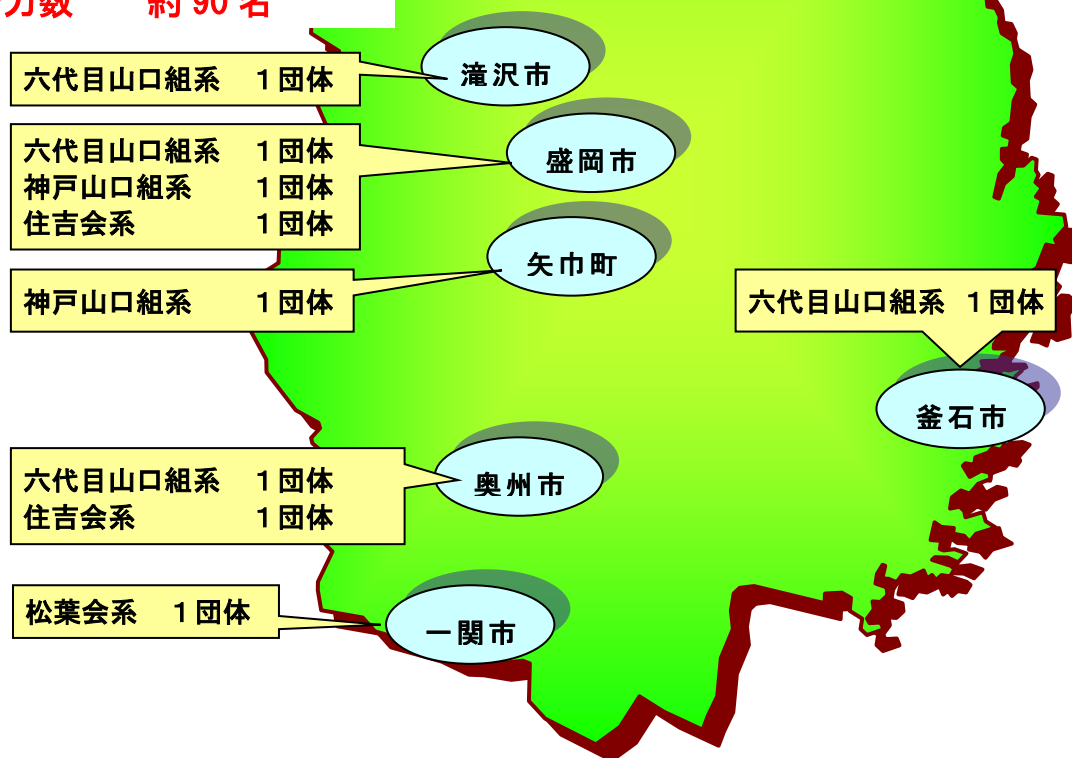 力数 約90名
六代目山口組系 1団体
滝沢市
六代目山口組系 1団体
神戸山口組系 1団体
住吉会系 1団体
盛岡市
神戸山口組系 1団体
矢巾町
六代目山口組系 1団体
釜石市
六代目山口組系 1団体
住吉会系 1団体
奥州市
松葉会系 1団体
一関市